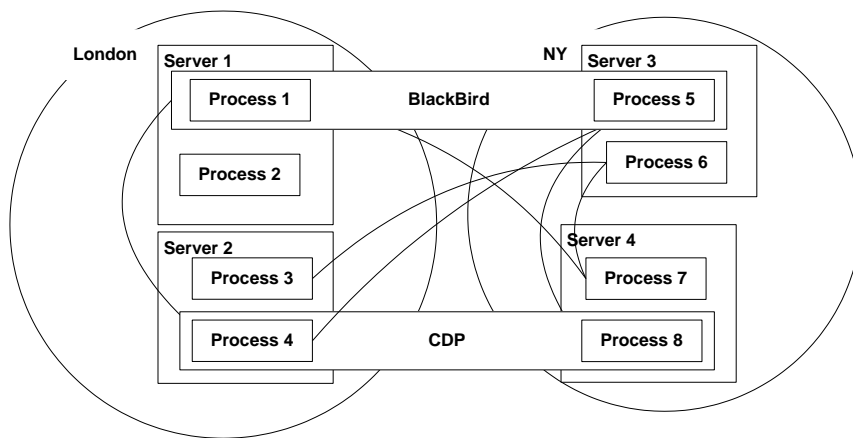 London
NY
Server 1
Server 3
Process 1
BlackBird
Process 5
Process 2
Process 6
Server 2
Server 4
Process 3
Process 7
Process 4
CDP
Process 8